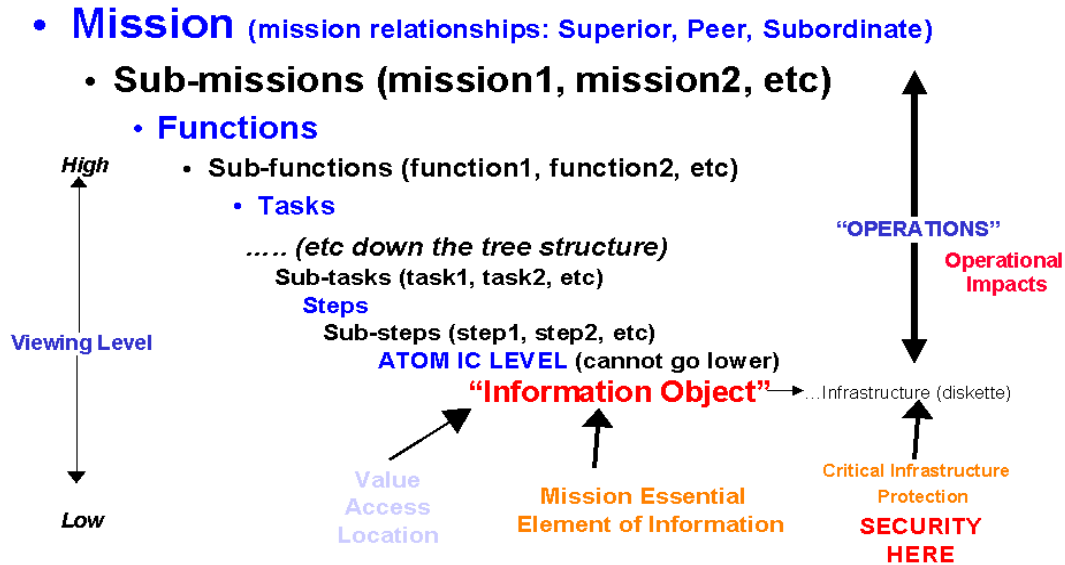 • Mission (mission relationships: Superior, Peer, Subordinate)
• Sub-missions (mission1, mission2, etc)
• Functions
High
• Sub-functions (function1, function2, etc)
• Tasks
..... (etc down the tree structure)
Sub-tasks (task1, task2, etc)
Steps
Sub-steps (step1, step2, etc)
ATOM IC LEVEL (cannot go lower)
“Information Object”
...Infrastructure (diskette)
“OPERATIONS”
Operational
Impacts
Viewing Level
Low
Value
Access
Location
Mission Essential
Element of Information
Critical Infrastructure
Protection
SECURITY
HERE